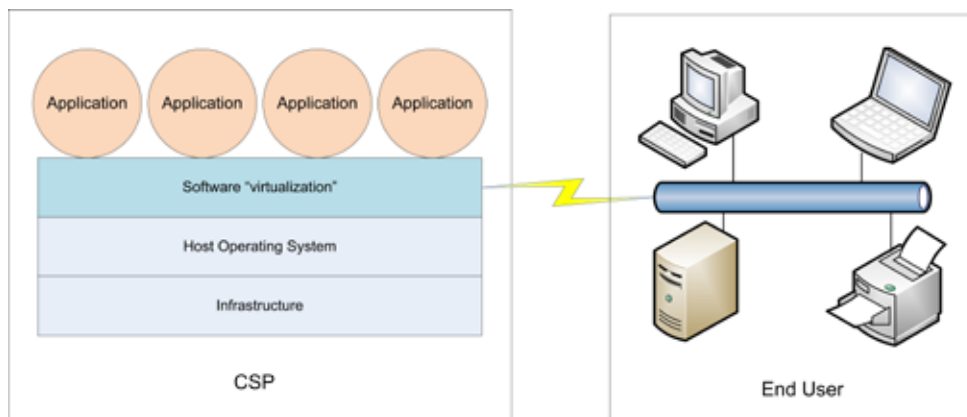 Application Application Application Application
Software “virtualization”
Host Operating System
Infrastructure
CSP
End User